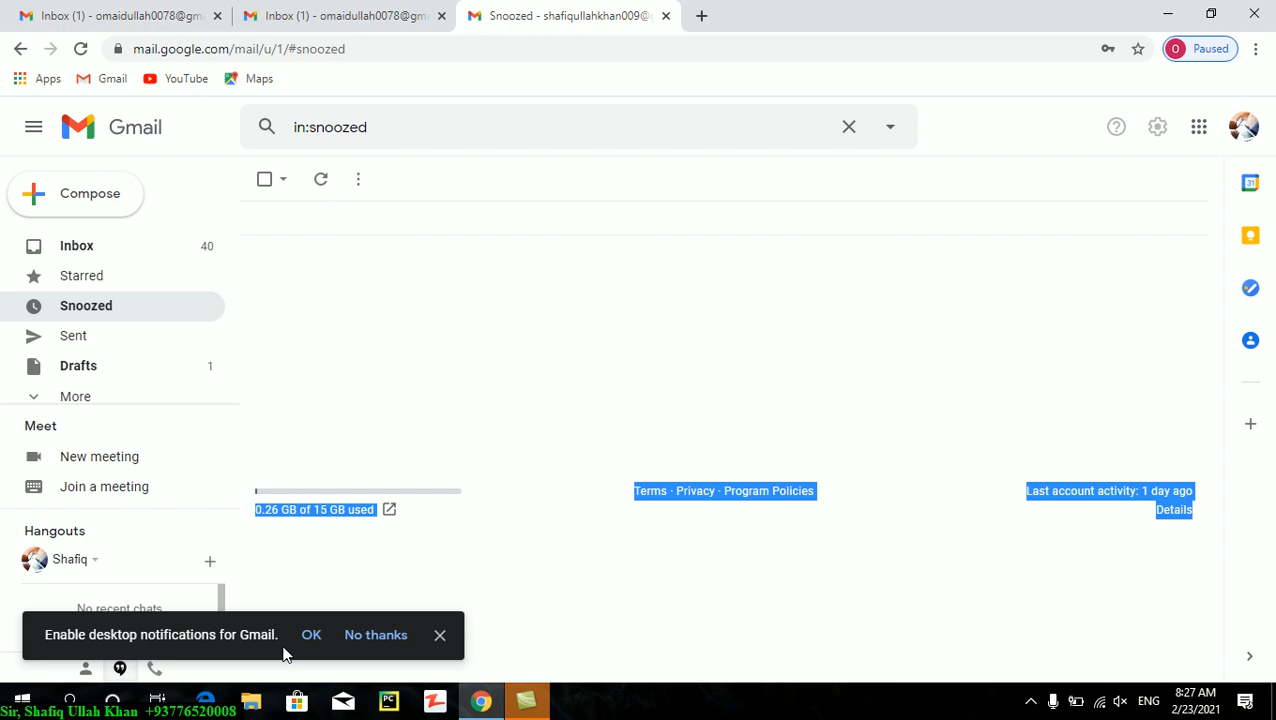 Inbox (1) - omaidullah0078@gma
Inbox (1) - omaidullah0078@gma
Snoozed - shafiqullahkhan009@g
mail.google.com/mail/u/1/#snoozed
O Paused
Apps
Gmail
YouTube
Maps
Gmail
in:snoozed
Compose
Inbox 40
Starred
Snoozed
Sent
Drafts 1
More
Meet
New meeting
Join a meeting
Hangouts
Shafiq
No recent chats
0.26 GB of 15 GB used
Terms · Privacy · Program Policies
Last account activity: 1 day ago
Details
31
Enable desktop notifications for Gmail. OK No thanks
PC
ENG
8:27 AM
2/23/2021
Sir, Shafiq Ullah Khan +93776520008